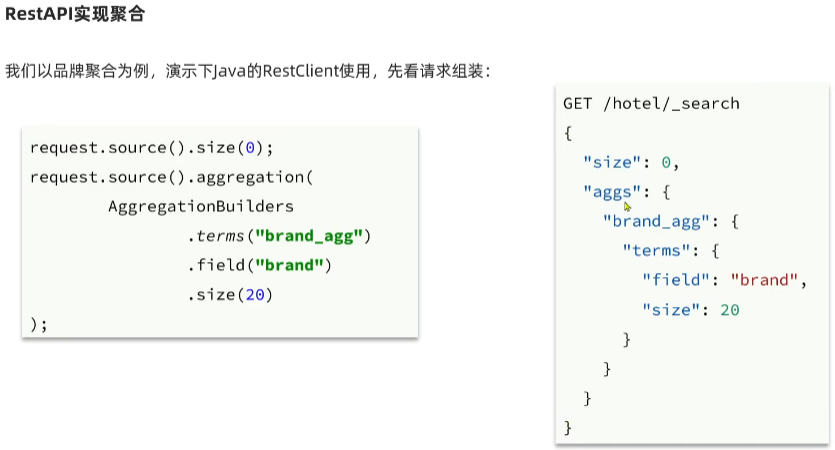 RestAPI实现聚合
我们以品牌聚合为例，演示下Java的RestClient使用，先看请求组装：
request.source().size(0);
request.source().aggregation(
AggregationBuilders
.terms("brand_agg")
.field("brand")
.size(20)
);
GET /hotel/_search
{
"size": 0,
"aggs": {
"brand_agg": {
"terms": {
"field": "brand",
"size": 20
}
}
}
}